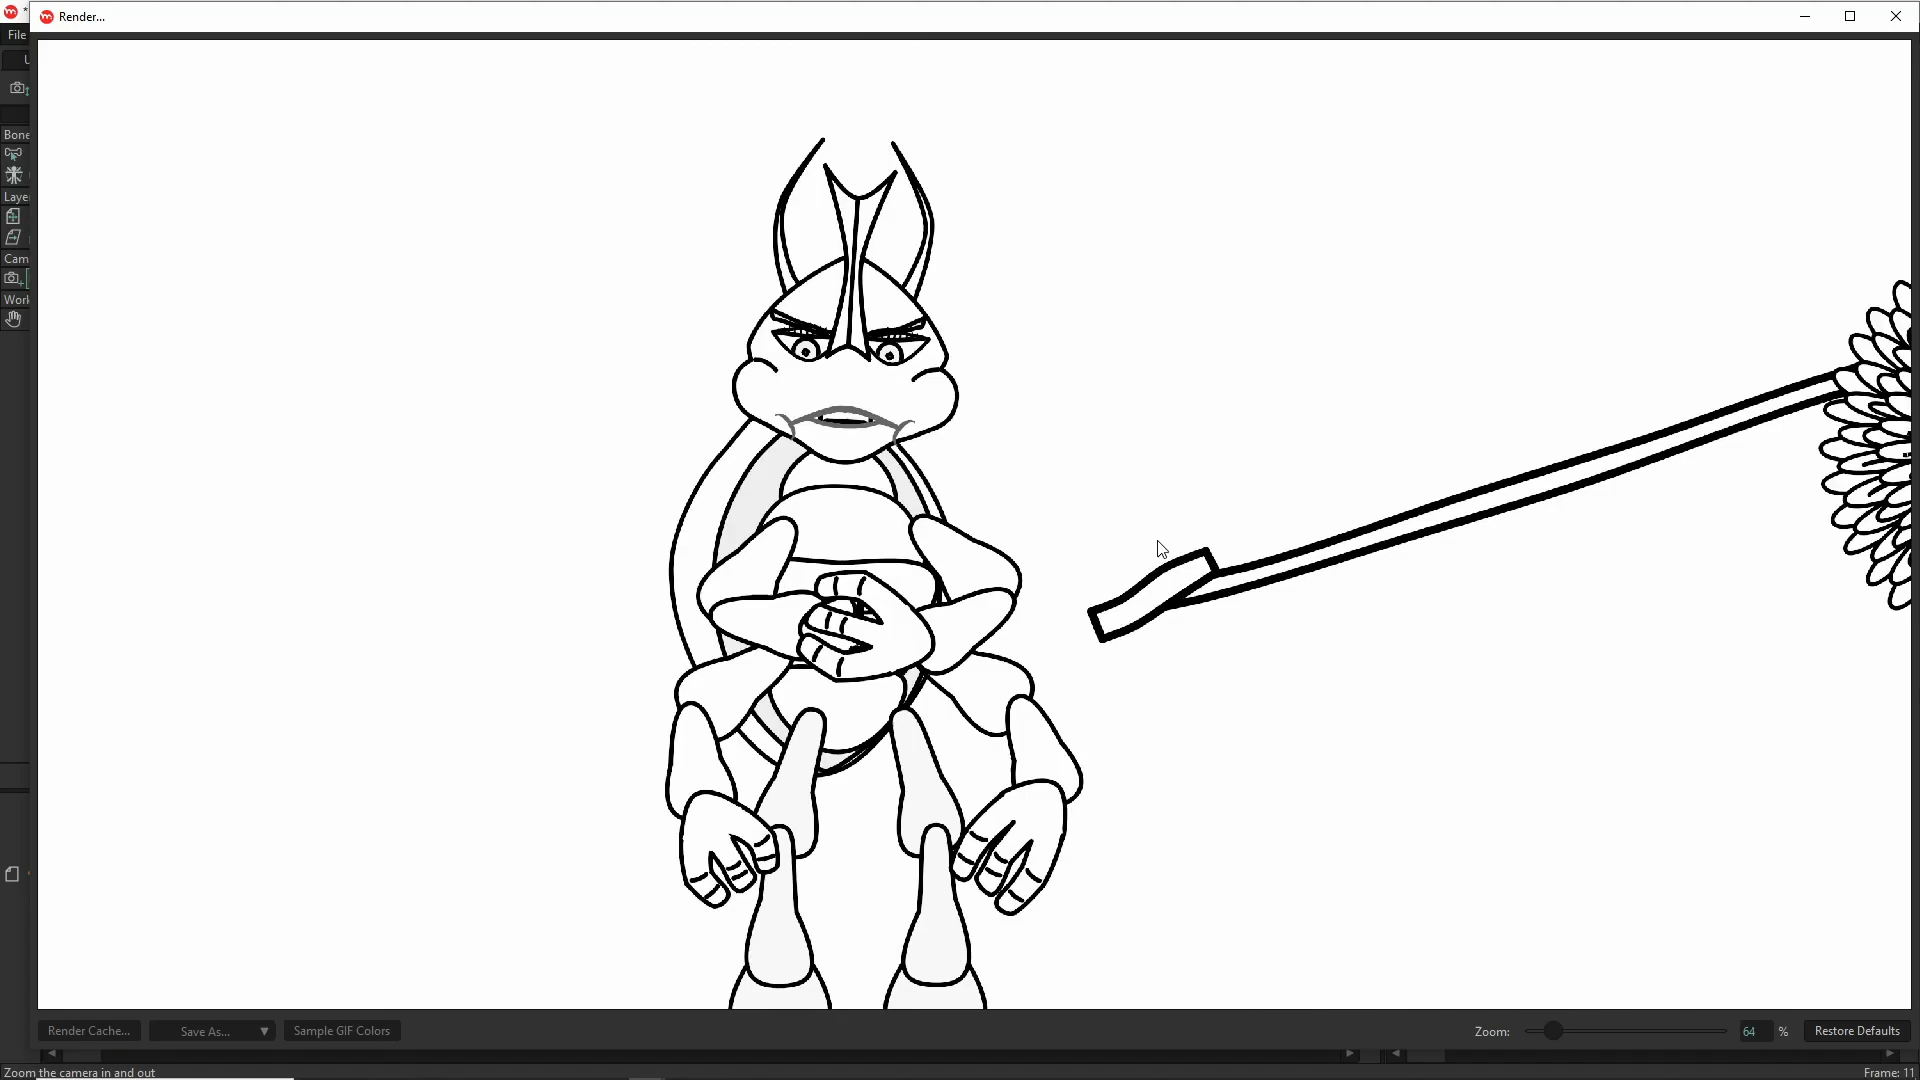 Render...
File
Bone
Laye
Cam
Work
Render Cache...
Save As...
Sample GIF Colors
Zoom:
64
%
Restore Defaults
Zoom the camera in and out
Frame: 11